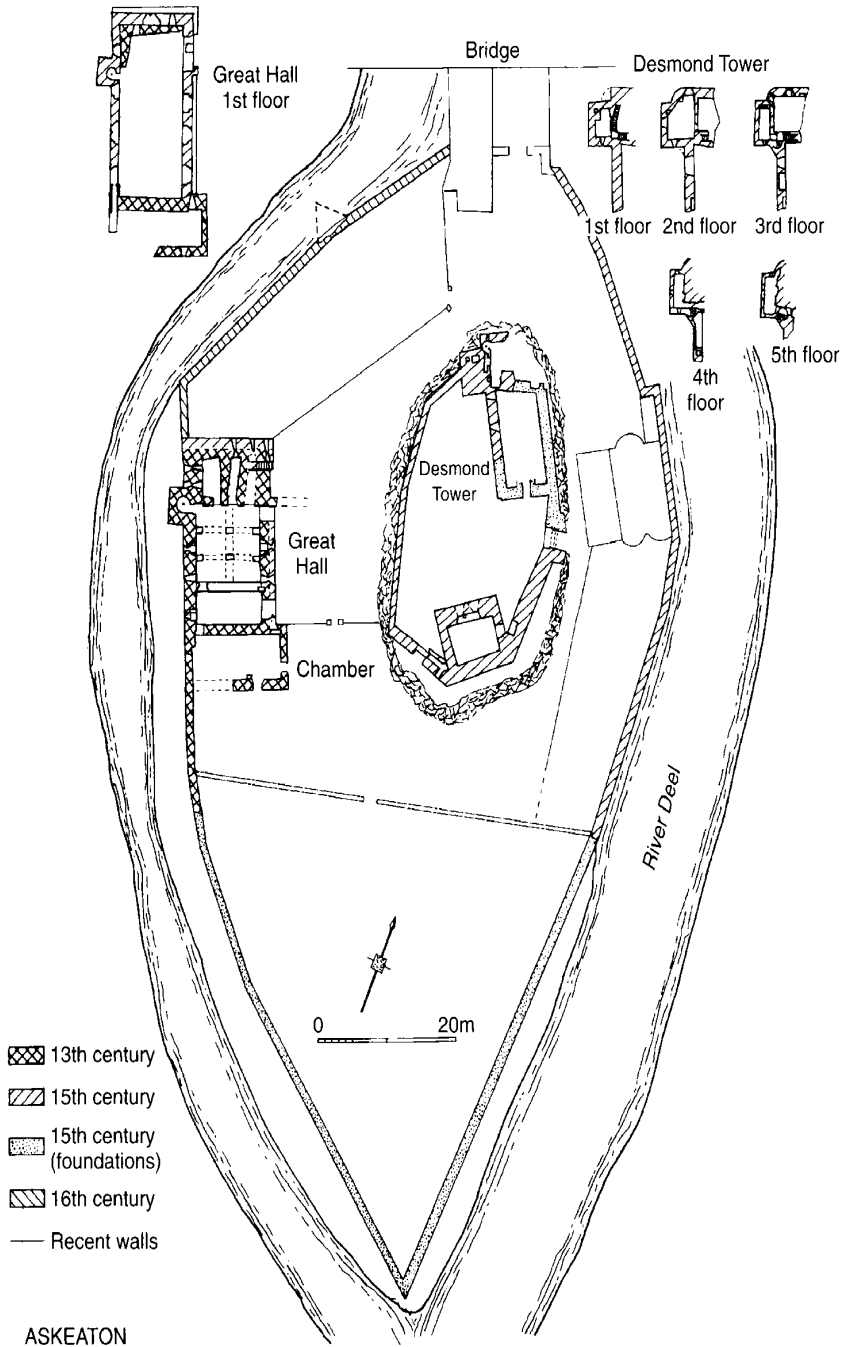 Bridge
Great Hall
1st floor
Desmond Tower
1st floor
2nd floor
3rd floor
4th
floor
5th floor
Desmond
Tower
Great
Hall
Chamber
River Deel
0 20m
13th century
15th century
15th century
(foundations)
16th century
Recent walls
ASKEATON